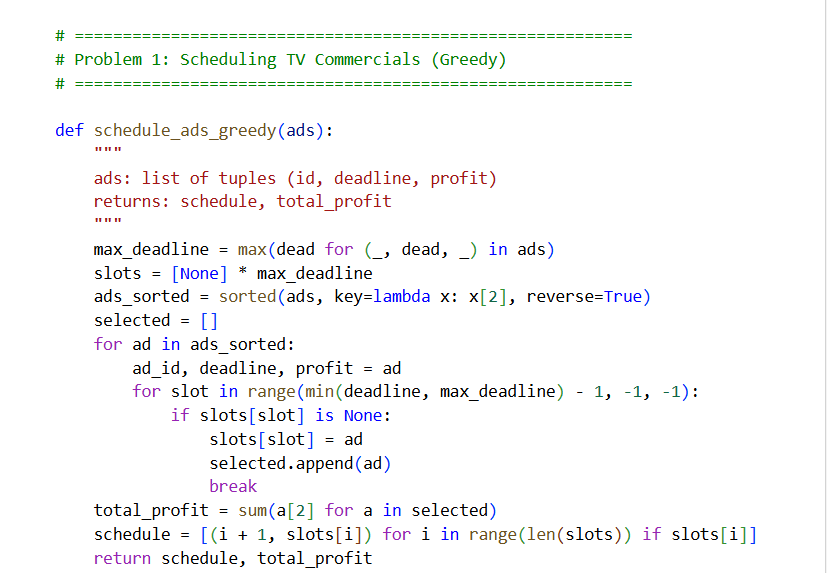 # ==========================================================
# Problem 1: Scheduling TV Commercials (Greedy)
# ==========================================================
def schedule_ads_greedy(ads):
    """
    ads: list of tuples (id, deadline, profit)
    returns: schedule, total_profit
    """
    max_deadline = max(dead for (_, dead, _) in ads)
    slots = [None] * max_deadline
    ads_sorted = sorted(ads, key=lambda x: x[2], reverse=True)
    selected = []
    for ad in ads_sorted:
        ad_id, deadline, profit = ad
        for slot in range(min(deadline, max_deadline) - 1, -1, -1):
            if slots[slot] is None:
                slots[slot] = ad
                selected.append(ad)
                break
    total_profit = sum(a[2] for a in selected)
    schedule = [(i + 1, slots[i]) for i in range(len(slots)) if slots[i]]
    return schedule, total_profit